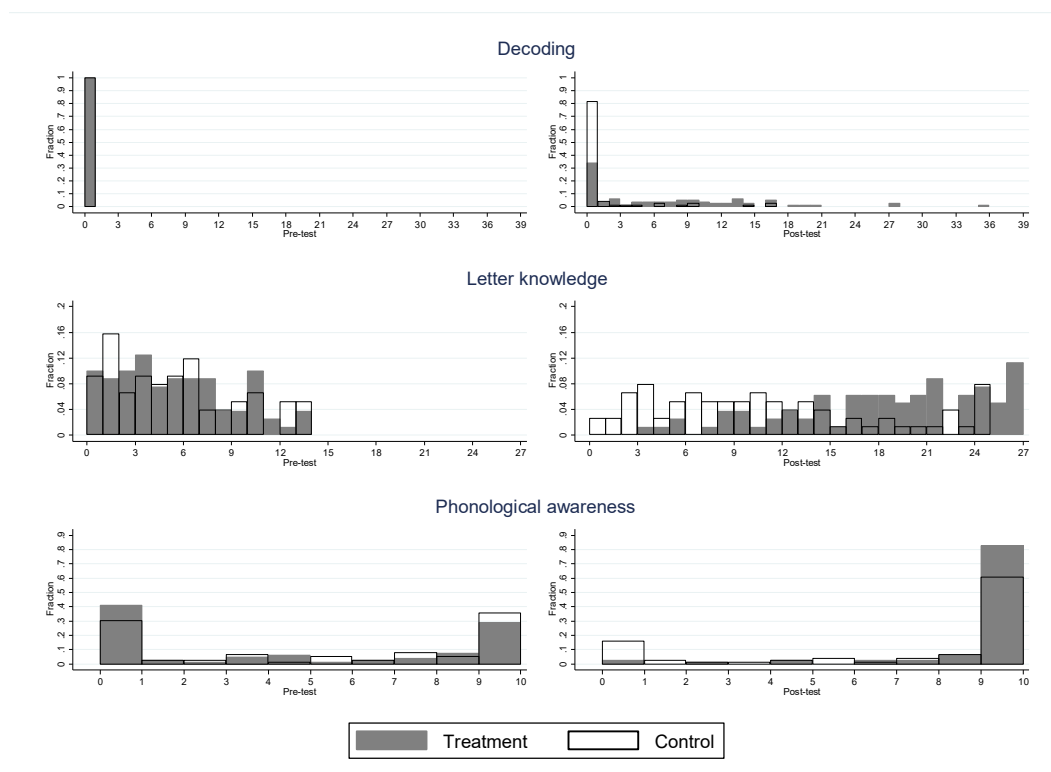 Decoding
Fraction
0 .1 .2 .3 .4 .5 .6 .7 .8 .9 1
0 3 6 9 12 15 18 21 24 27 30 33 36 39
Pre-test
Fraction
0 .1 .2 .3 .4 .5 .6 .7 .8 .9 1
0 3 6 9 12 15 18 21 24 27 30 33 36 39
Post-test
Letter knowledge
Fraction
0 .04 .08 .12 .16 .2
0 3 6 9 12 15 18 21 24 27
Pre-test
Fraction
0 .04 .08 .12 .16 .2
0 3 6 9 12 15 18 21 24 27
Post-test
Phonological awareness
Fraction
0 .1 .2 .3 .4 .5 .6 .7 .8 .9
0 1 2 3 4 5 6 7 8 9 10
Pre-test
Fraction
0 .1 .2 .3 .4 .5 .6 .7 .8 .9
0 1 2 3 4 5 6 7 8 9 10
Post-test
Treatment Control